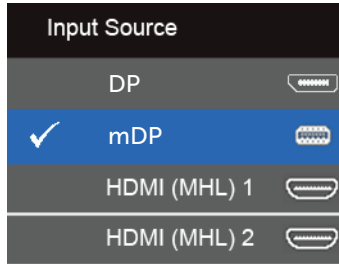 Input Source
DP
mDP
HDMI (MHL) 1
HDMI (MHL) 2